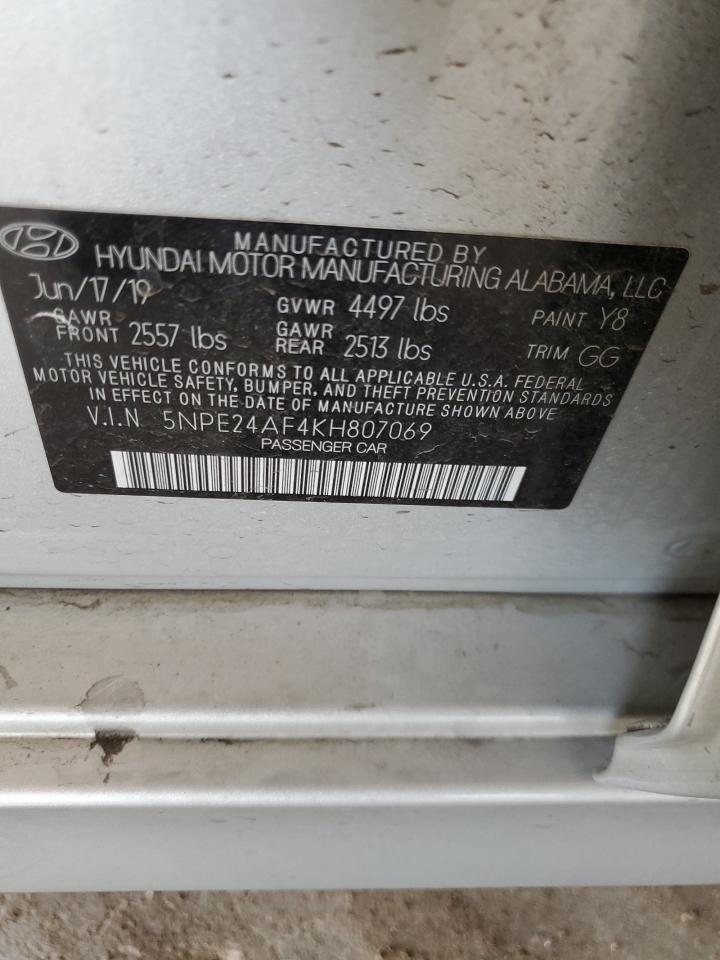 MANUFACTURED BY
HYUNDAI MOTOR MANUFACTURING ALABAMA, LLC
Jun/17/19 GVWR 4497 lbs PAINT Y8
GAWR FRONT 2557 lbs GAWR REAR 2513 lbs TRIM GG
THIS VEHICLE CONFORMS TO ALL APPLICABLE U.S.A. FEDERAL
MOTOR VEHICLE SAFETY, BUMPER, AND THEFT PREVENTION STANDARDS
IN EFFECT ON THE DATE OF MANUFACTURE SHOWN ABOVE
V.I.N. 5NPE24AF4KH807069
PASSENGER CAR